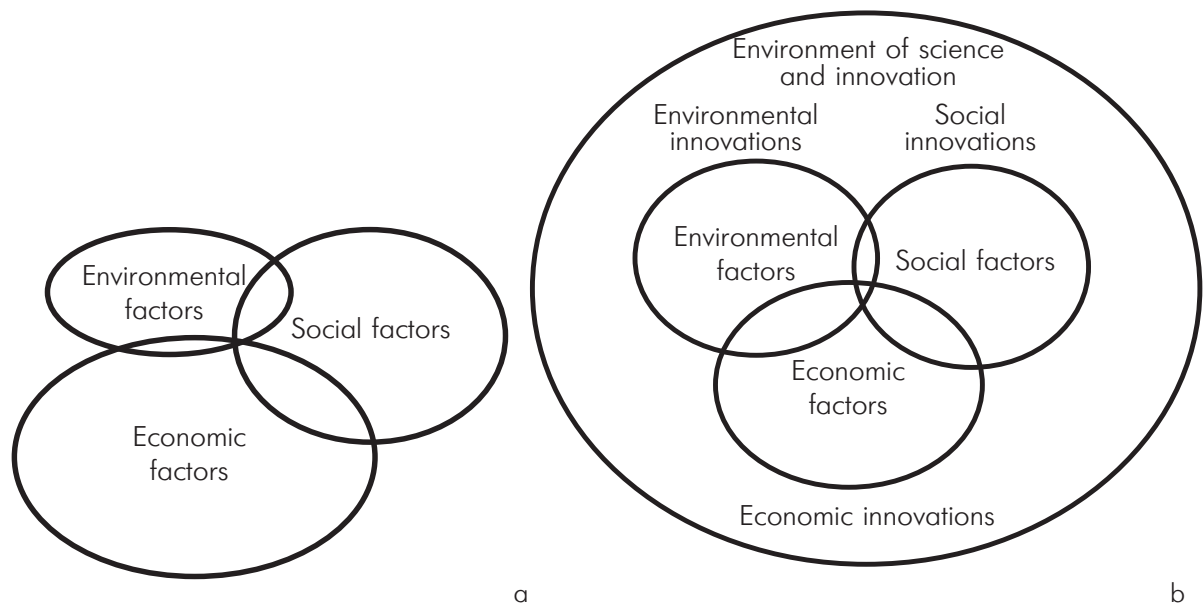 Environmental
factors
Social factors
Economic
factors
a
Environment of science
and innovation
Environmental
innovations
Social
innovations
Environmental
factors
Social factors
Economic
factors
Economic innovations
b